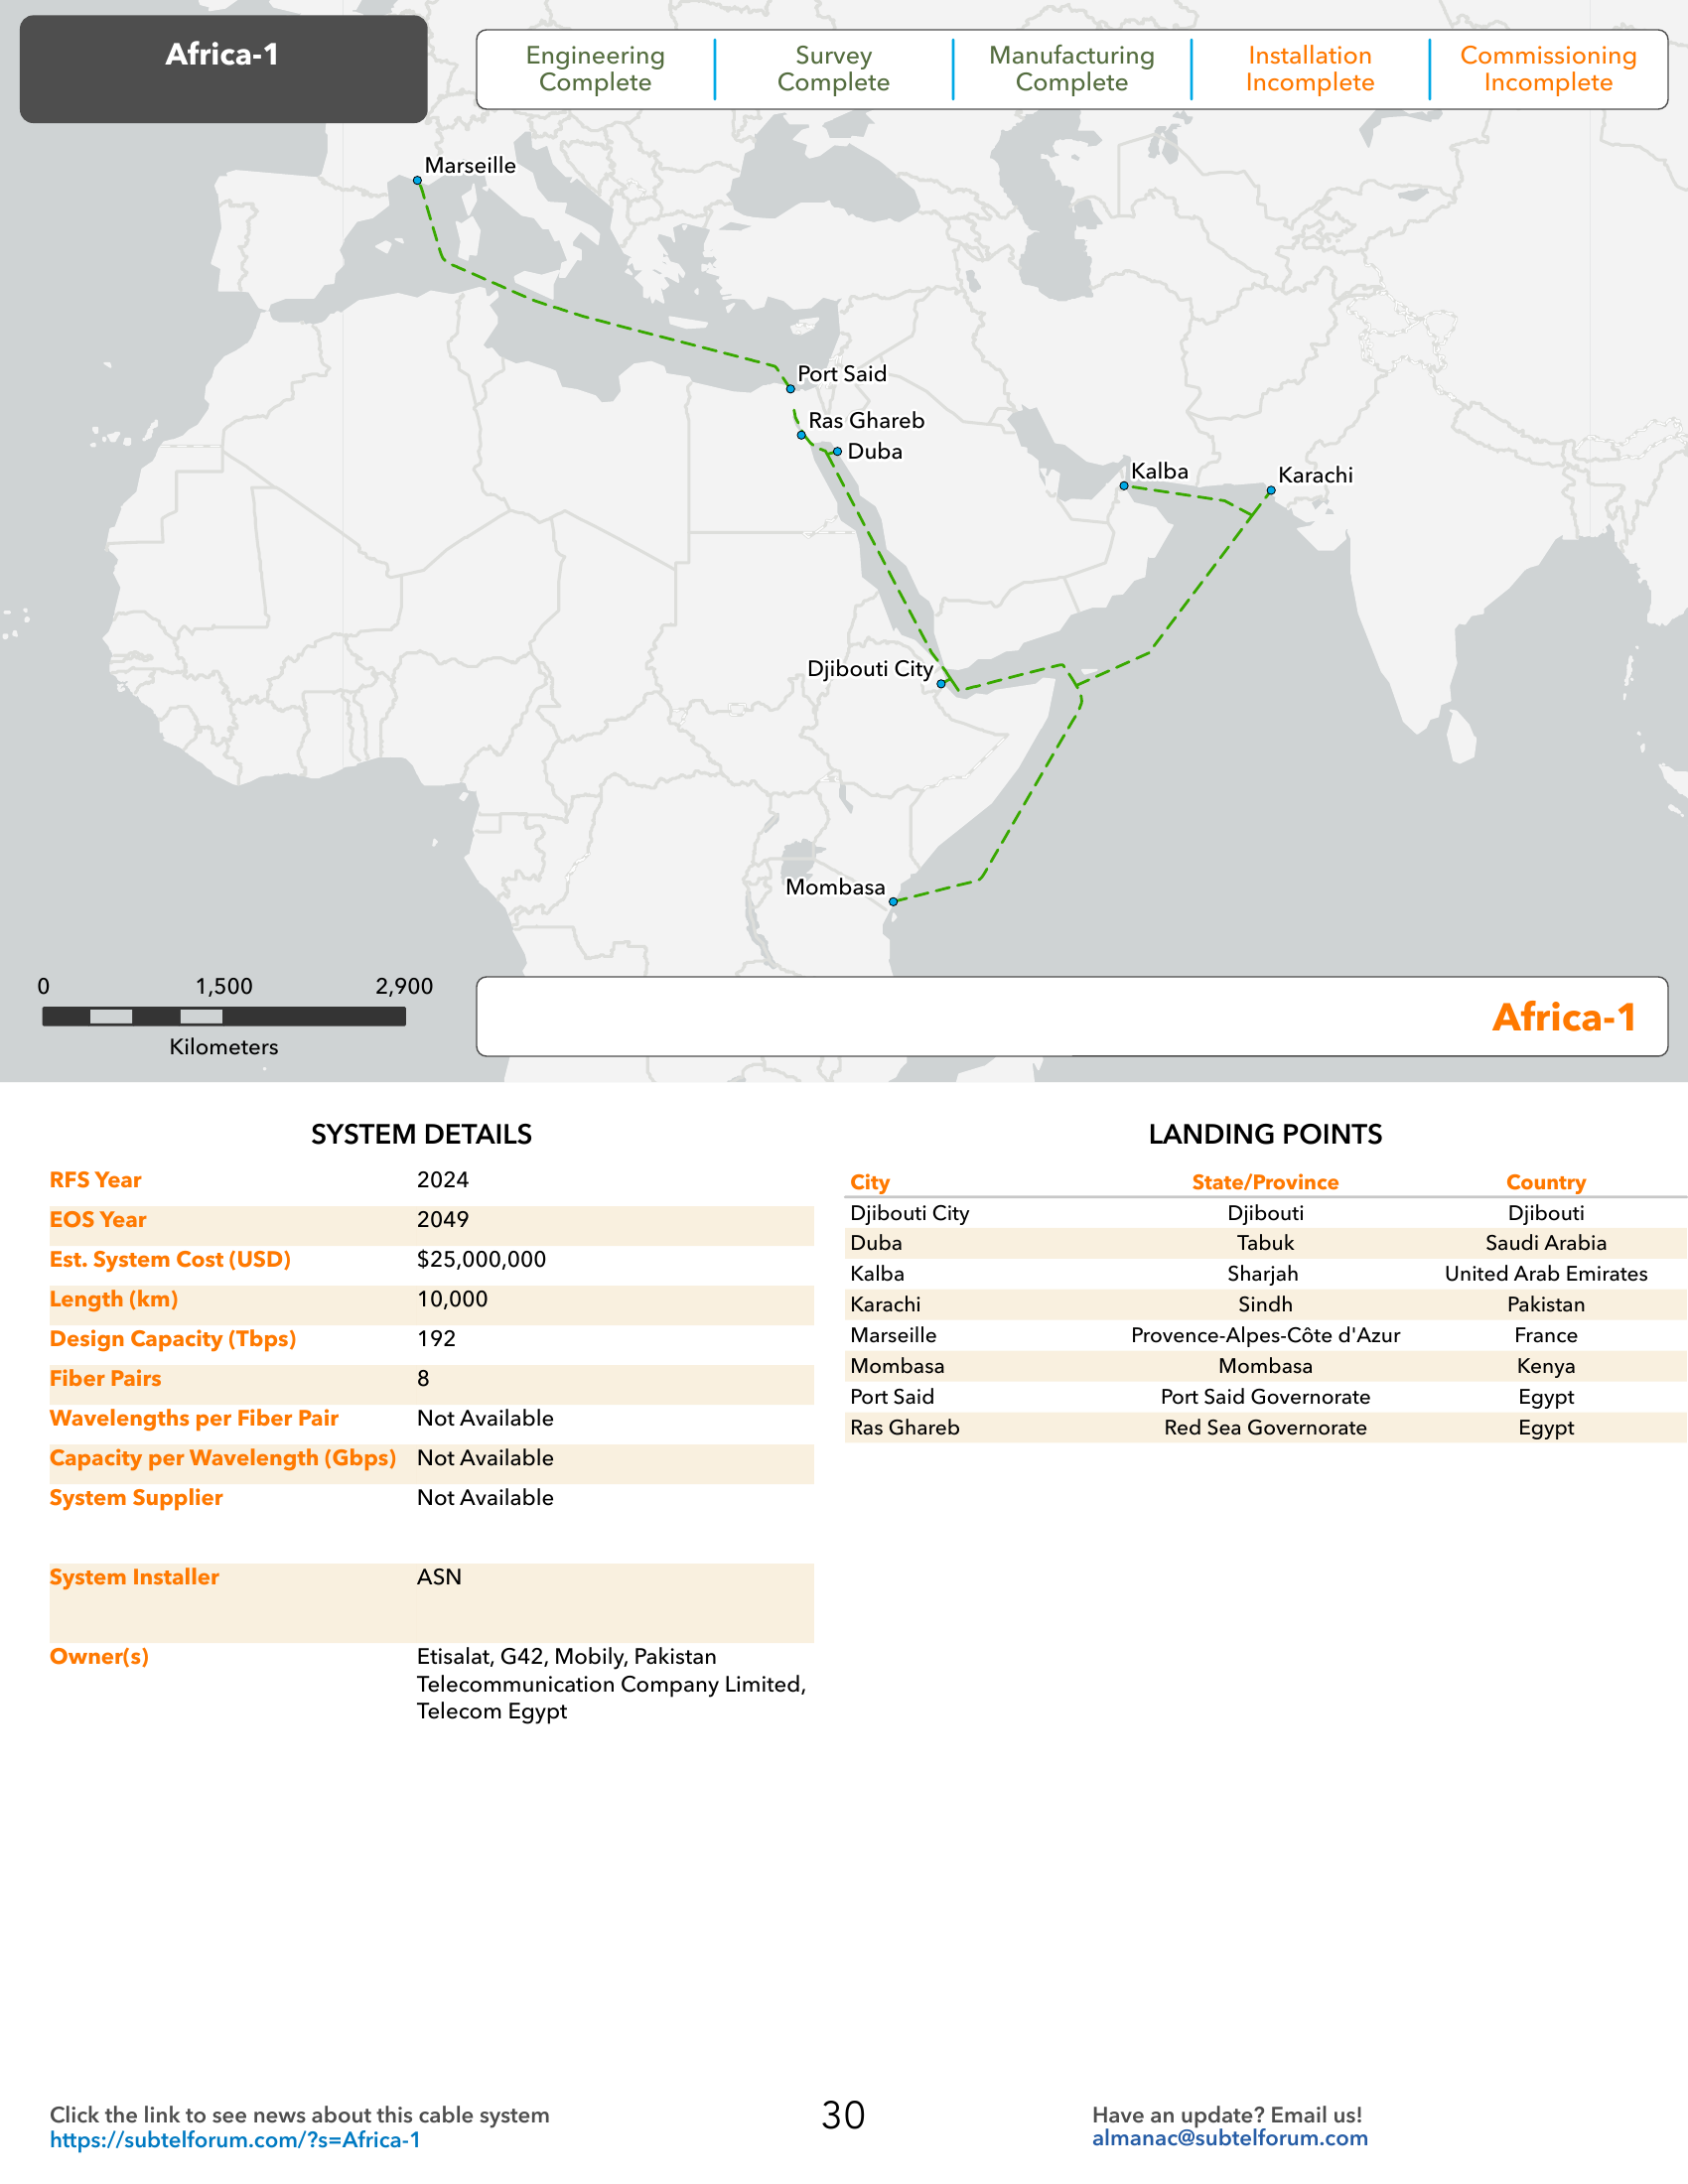 Africa-1
Engineering
Complete
Survey
Complete
Manufacturing
Complete
Installation
Incomplete
Commissioning
Incomplete
Marseille
Port Said
Ras Ghareb
Duba
Kalba
Karachi
Djibouti City
Mombasa
0 1,500 2,900
Kilometers
Africa-1
SYSTEM DETAILS
RFS Year 2024
EOS Year 2049
Est. System Cost (USD) $25,000,000
Length (km) 10,000
Design Capacity (Tbps) 192
Fiber Pairs 8
Wavelengths per Fiber Pair Not Available
Capacity per Wavelength (Gbps) Not Available
System Supplier Not Available
System Installer ASN
Owner(s) Etisalat, G42, Mobily, Pakistan
Telecommunication Company Limited,
Telecom Egypt
LANDING POINTS
City State/Province Country
Djibouti City Djibouti Djibouti
Duba Tabuk Saudi Arabia
Kalba Sharjah United Arab Emirates
Karachi Sindh Pakistan
Marseille Provence-Alpes-Côte d'Azur France
Mombasa Mombasa Kenya
Port Said Port Said Governorate Egypt
Ras Ghareb Red Sea Governorate Egypt
Click the link to see news about this cable system
https://subtelforum.com/?s=Africa-1
30
Have an update? Email us!
almanac@subtelforum.com